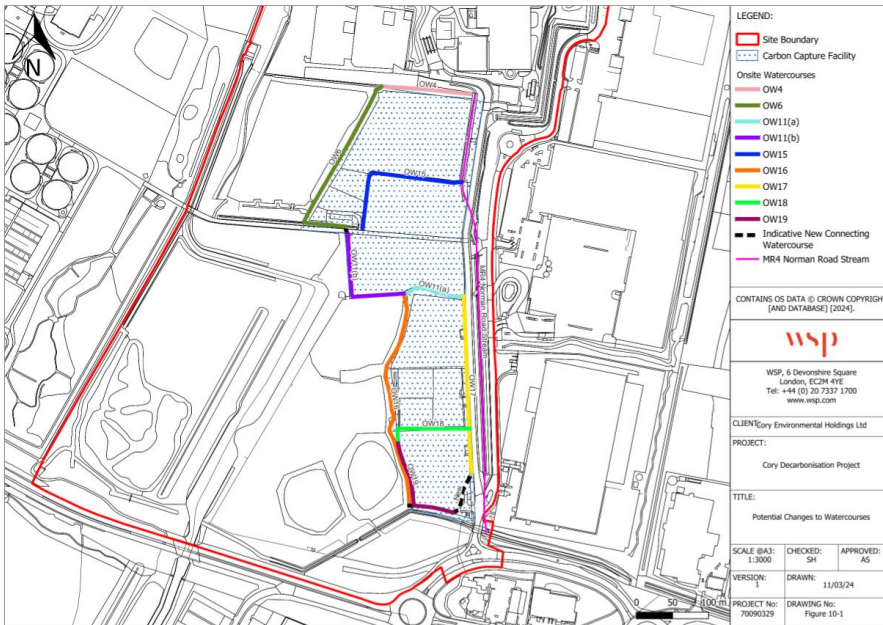 N
OW4
OW6
OW15
OW11(b)
OW11(a)
MR4 Norman Road Stream
OW17
OW16
OW18
OW19
0 50 100 m
LEGEND:
Site Boundary
Carbon Capture Facility
Onsite Watercourses
OW4
OW6
OW11(a)
OW11(b)
OW15
OW16
OW17
OW18
OW19
Indicative New Connecting
Watercourse
MR4 Norman Road Stream
CONTAINS OS DATA © CROWN COPYRIGH
[AND DATABASE] [2024].
wsp
WSP, 6 Devonshire Square
London, EC2M 4YE
Tel: +44 (0) 20 7337 1700
www.wsp.com
CLIENT:
Cory Environmental Holdings Ltd
PROJECT:
Cory Decarbonisation Project
TITLE:
Potential Changes to Watercourses
SCALE @A3:
1:3000
CHECKED:
SH
APPROVED:
AS
VERSION:
1
DRAWN:
11/03/24
PROJECT No:
70090329
DRAWING No:
Figure 10-1